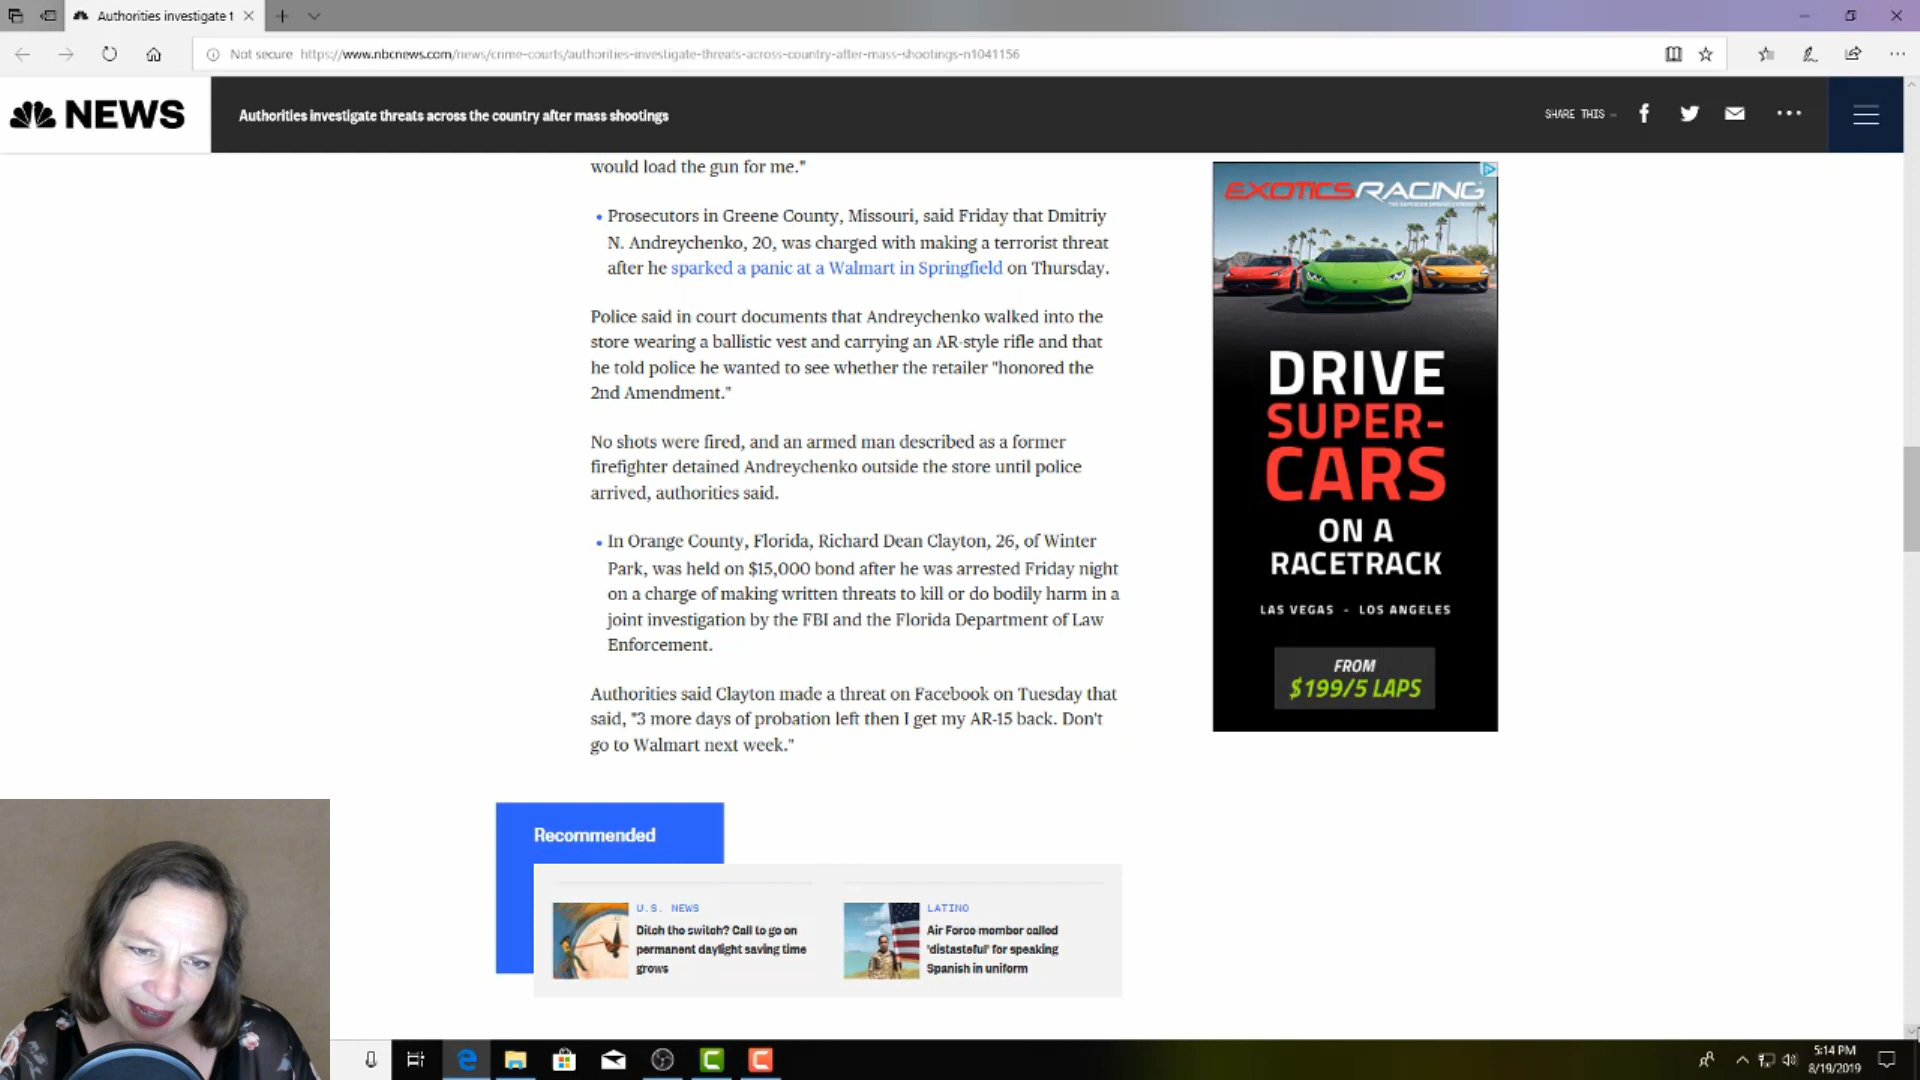 Authorities investigate t
Not secure https://www.nbcnews.com/news/crime-courts/authorities-investigate-threats-across-country-after-mass-shootings-n1041156
NEWS
Authorities investigate threats across the country after mass shootings
SHARE THIS –
would load the gun for me."
• Prosecutors in Greene County, Missouri, said Friday that Dmitriy
N. Andreychenko, 20, was charged with making a terrorist threat
after he sparked a panic at a Walmart in Springfield on Thursday.
Police said in court documents that Andreychenko walked into the
store wearing a ballistic vest and carrying an AR-style rifle and that
he told police he wanted to see whether the retailer "honored the
2nd Amendment."
No shots were fired, and an armed man described as a former
firefighter detained Andreychenko outside the store until police
arrived, authorities said.
• In Orange County, Florida, Richard Dean Clayton, 26, of Winter
Park, was held on $15,000 bond after he was arrested Friday night
on a charge of making written threats to kill or do bodily harm in a
joint investigation by the FBI and the Florida Department of Law
Enforcement.
Authorities said Clayton made a threat on Facebook on Tuesday that
said, "3 more days of probation left then I get my AR-15 back. Don't
go to Walmart next week."
EXOTICS RACING
DRIVE
SUPER-
CARS
ON A
RACETRACK
LAS VEGAS - LOS ANGELES
FROM
$199/5 LAPS
Recommended
U.S. NEWS
Ditch the switch? Call to go on
permanent daylight saving time
grows
LATINO
Air Force member called
'distasteful' for speaking
Spanish in uniform
5:14 PM
8/19/2019